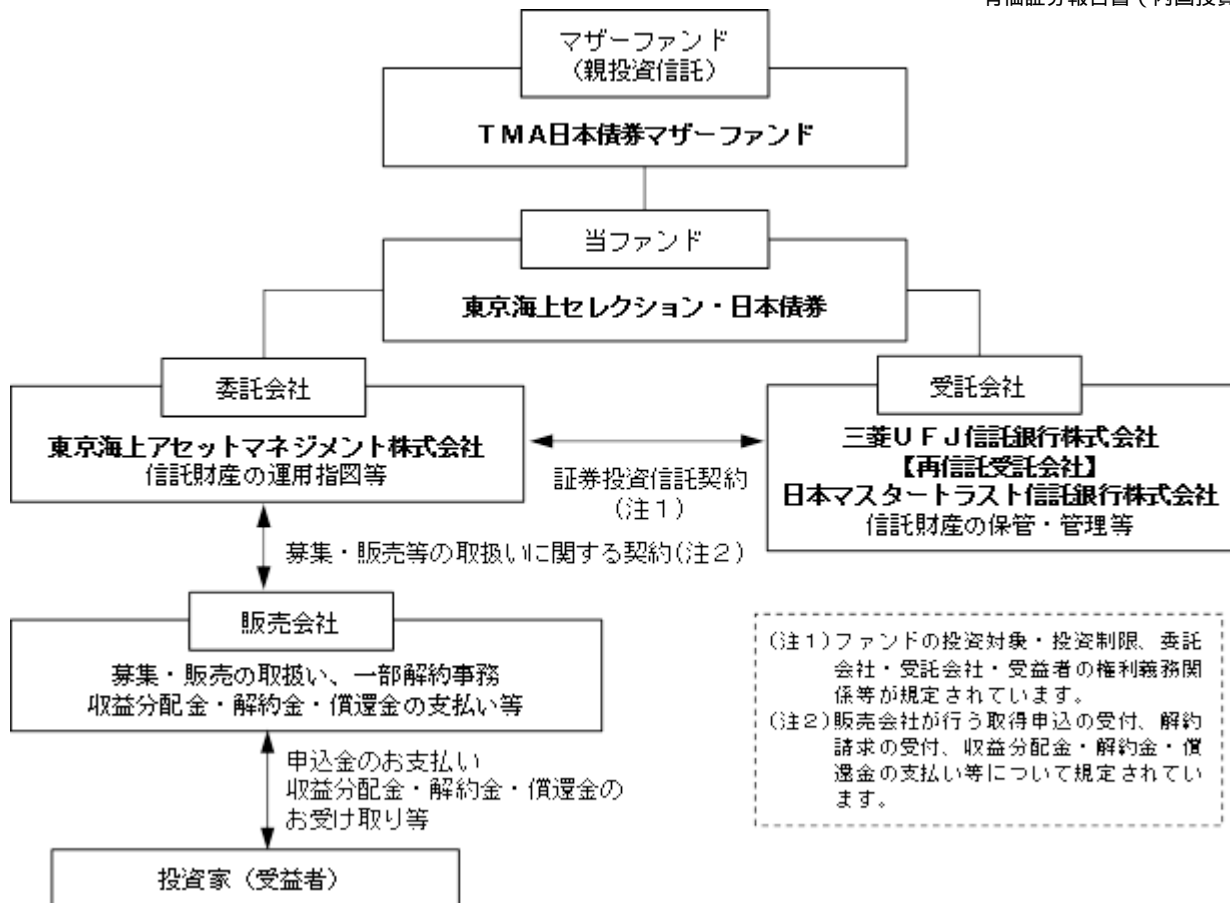 マザーファンド
（親投資信託）
ＴＭＡ日本債券マザーファンド
当ファンド
東京海上セレクション・日本債券
委託会社
東京海上アセットマネジメント株式会社
信託財産の運用指図等
証券投資信託契約
（注１）
受託会社
三菱ＵＦＪ信託銀行株式会社
【再信託受託会社】
日本マスタートラスト信託銀行株式会社
信託財産の保管・管理等
募集・販売等の取扱いに関する契約(注２)
販売会社
募集・販売の取扱い、一部解約事務
収益分配金・解約金・償還金の支払い等
(注１)ファンドの投資対象・投資制限、委託
会社・受託会社・受益者の権利義務関
係等が規定されています。
(注２)販売会社が行う取得申込の受付、解約
請求の受付、収益分配金・解約金・償
還金の支払い等について規定されてい
ます。
申込金のお支払い
収益分配金・解約金・償還金の
お受け取り等
投資家（受益者）